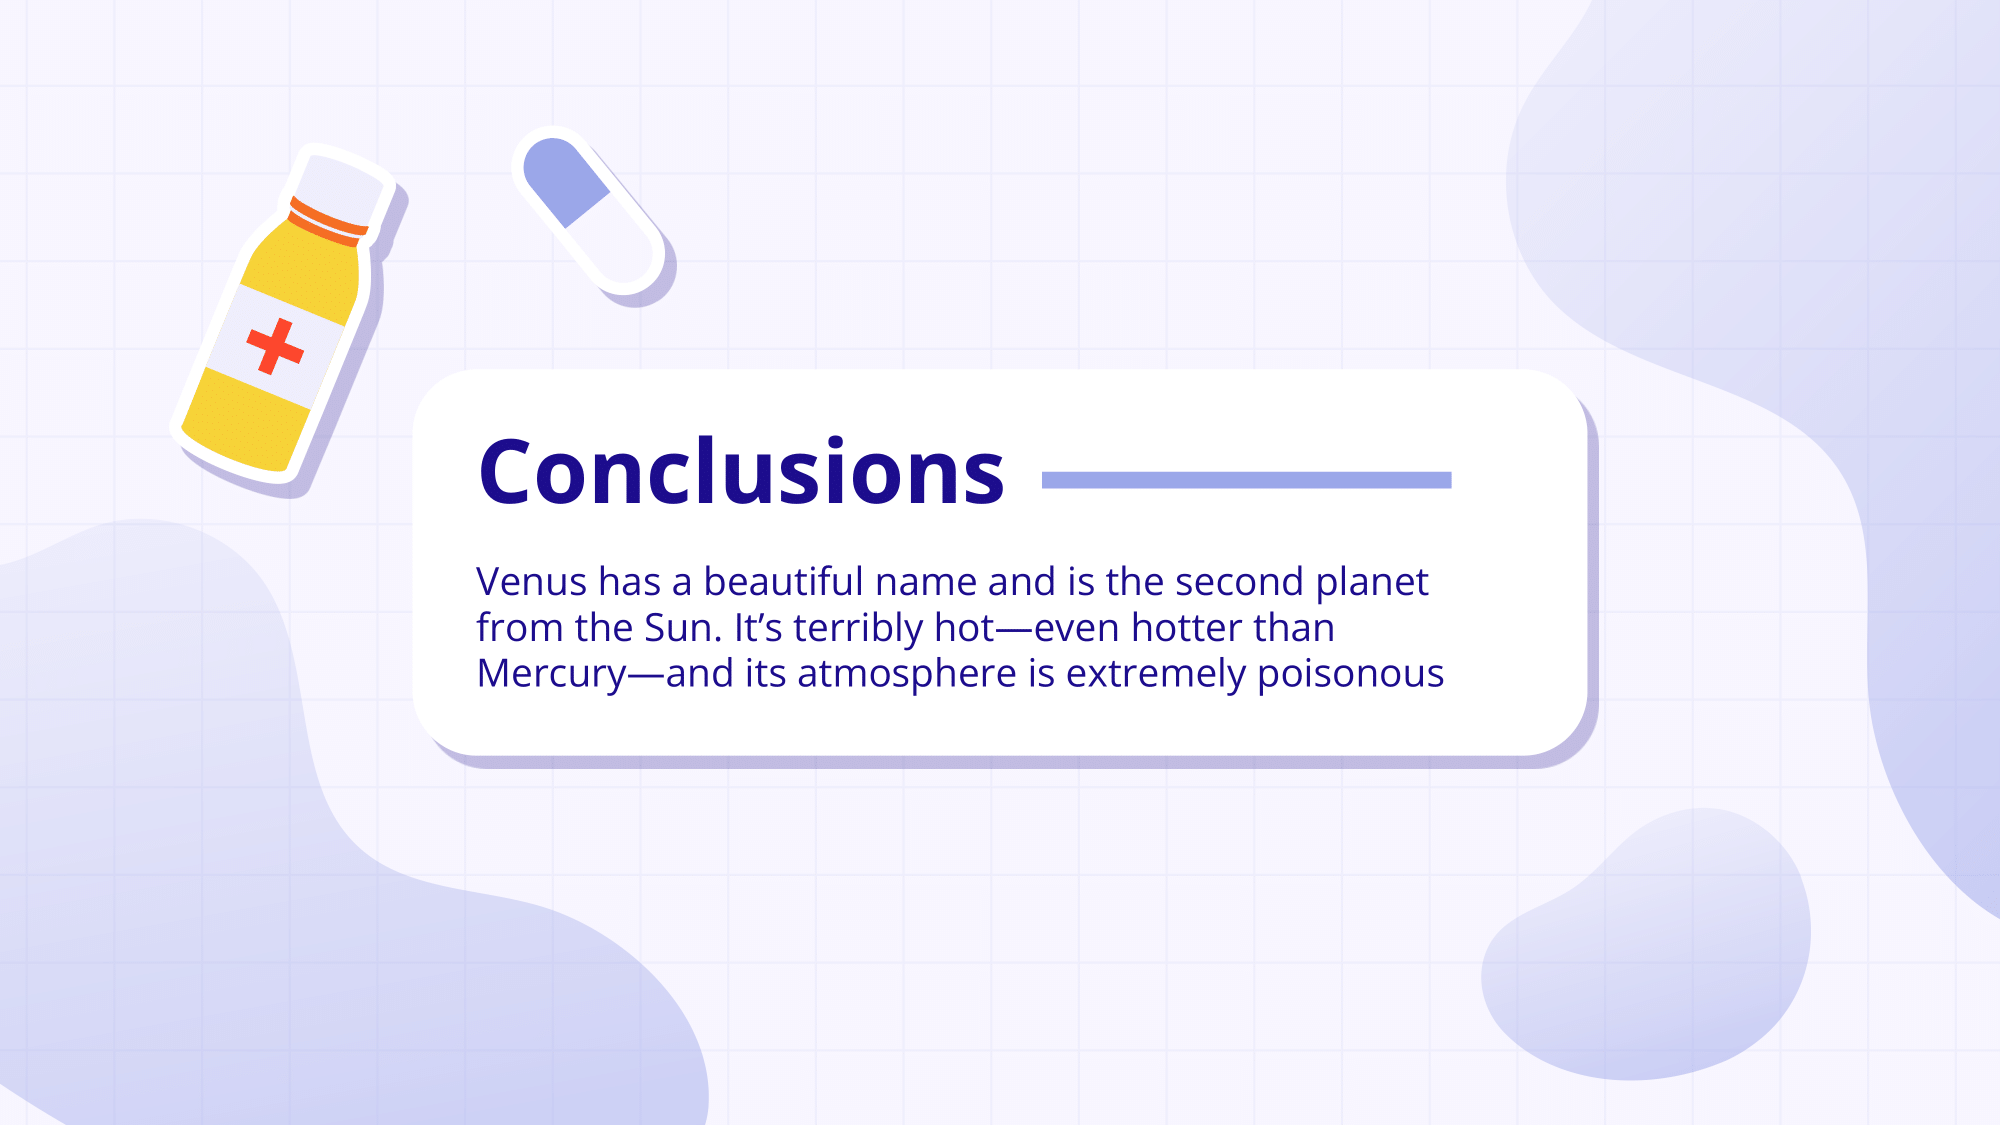 Conclusions
Venus has a beautiful name and is the second planet
from the Sun. It’s terribly hot—even hotter than
Mercury—and its atmosphere is extremely poisonous